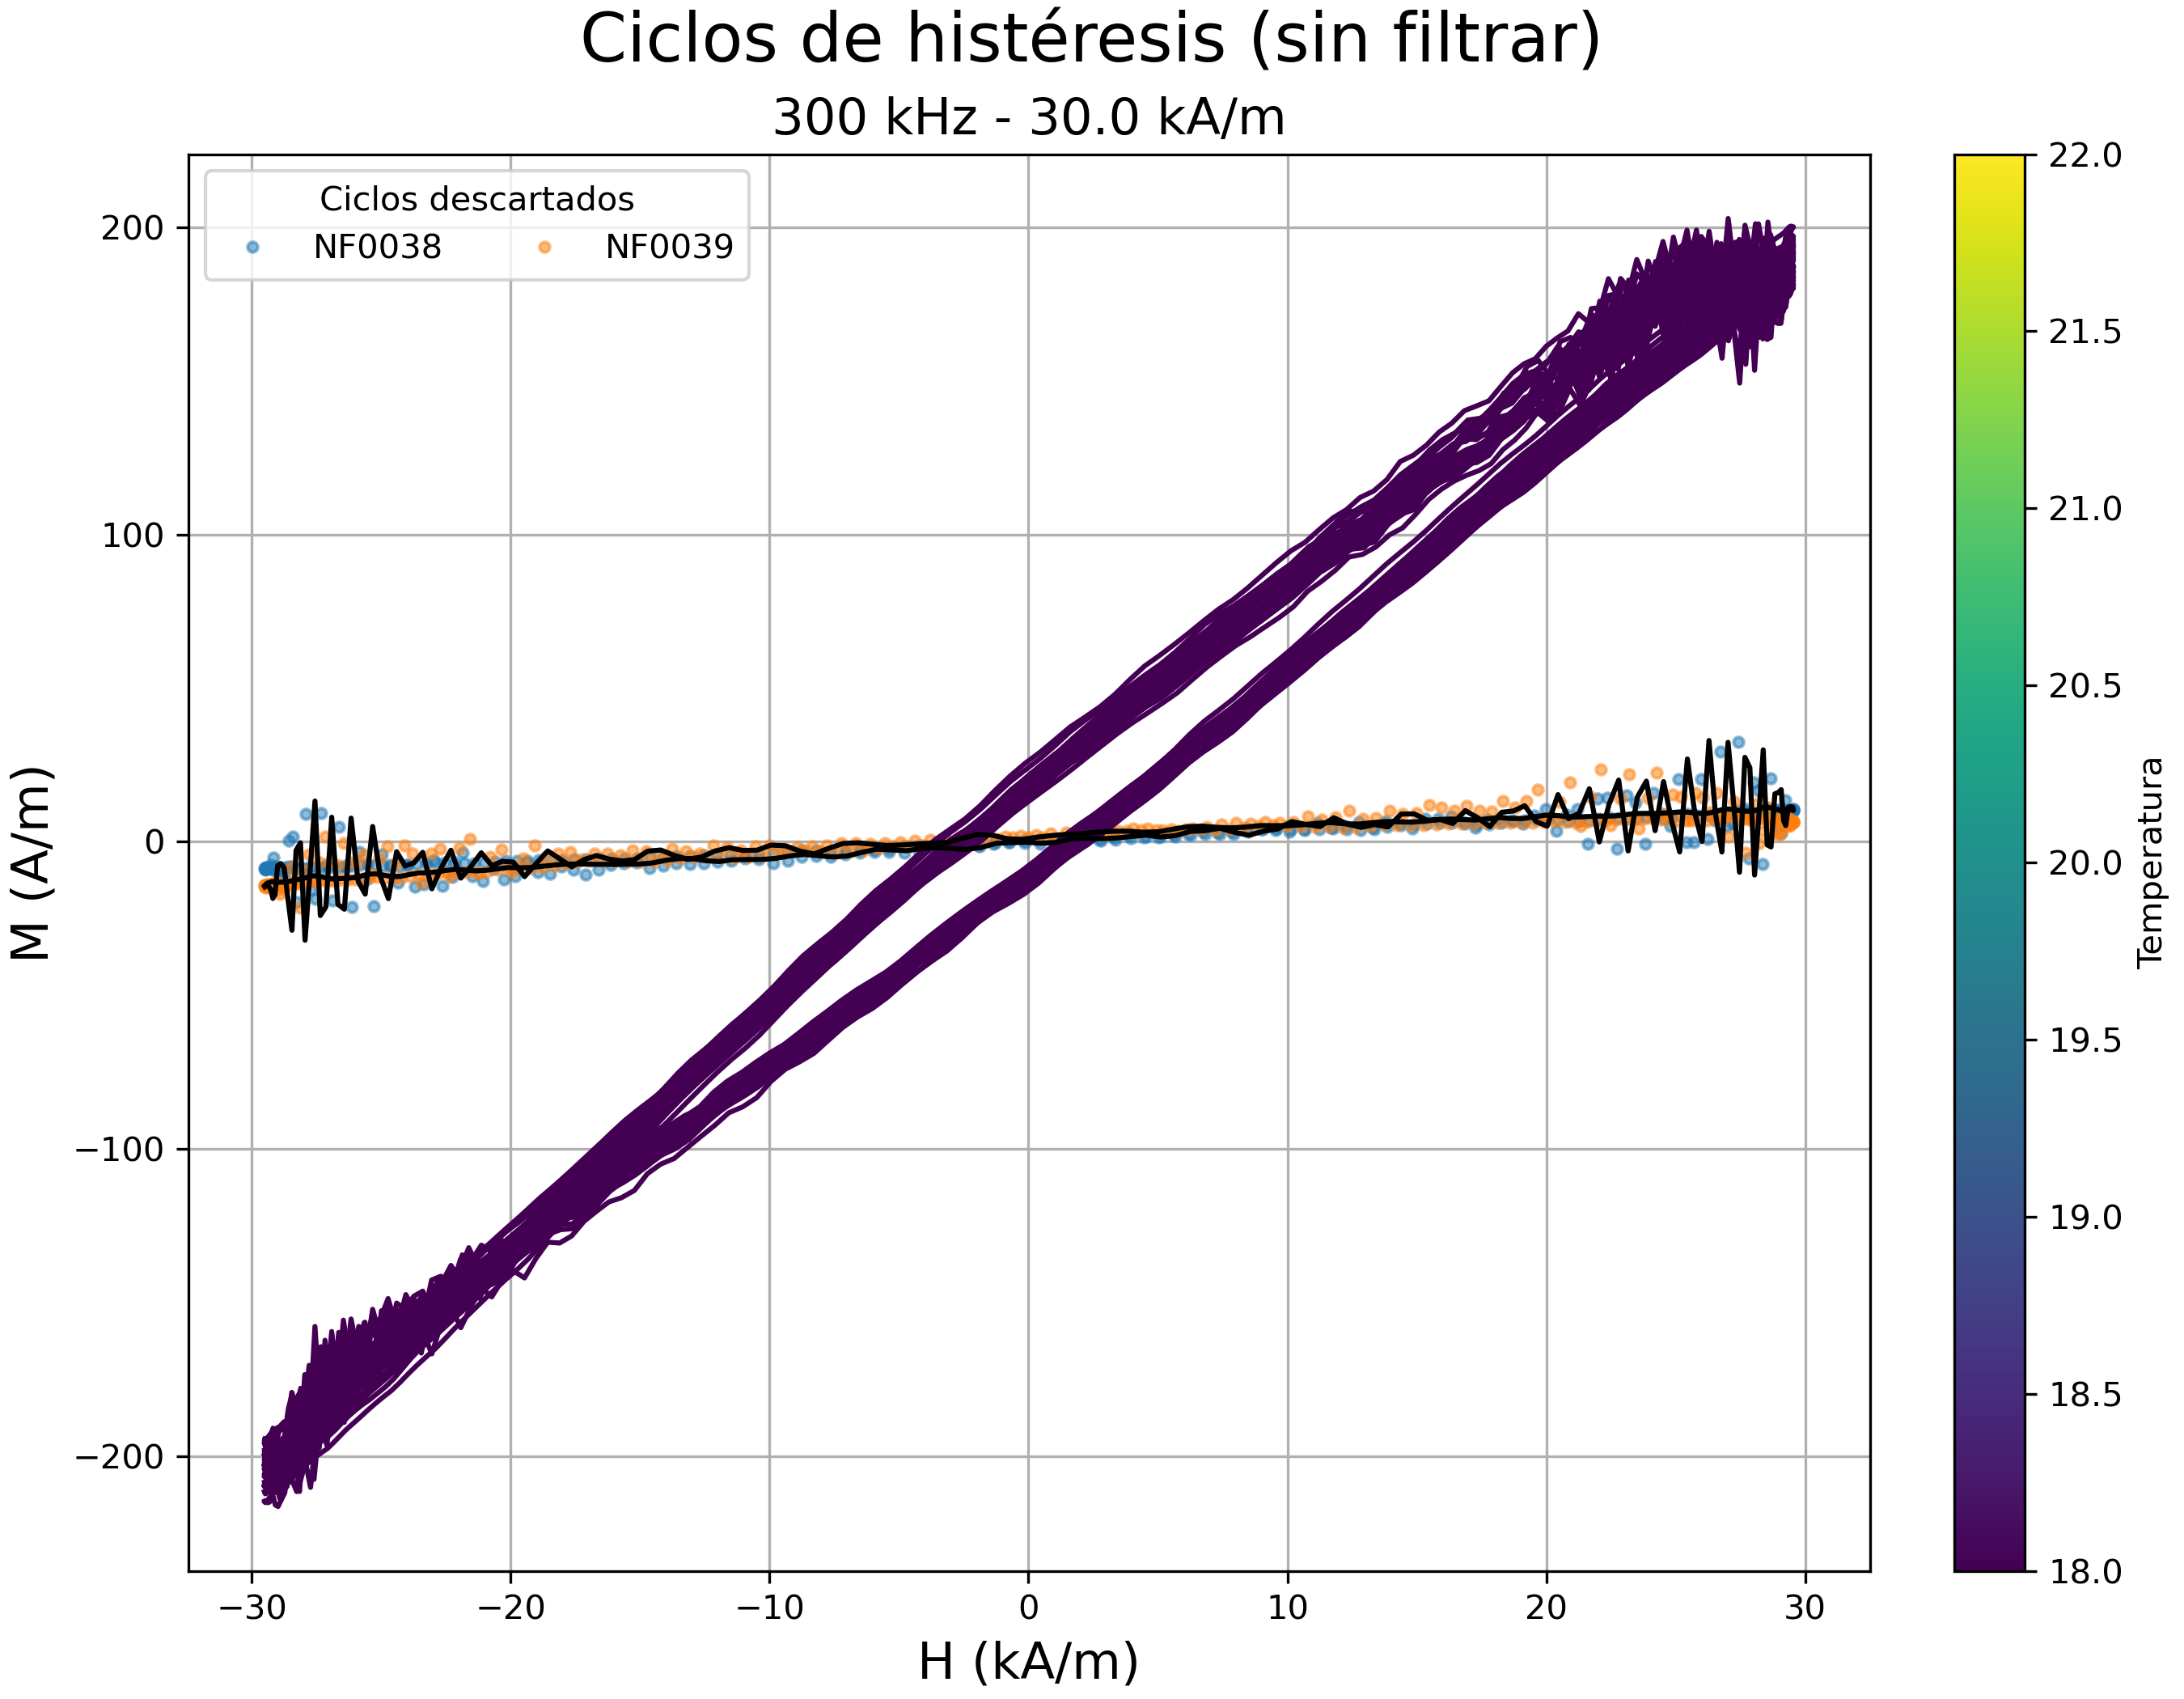 Ciclos de histéresis (sin filtrar)
300 kHz - 30.0 kA/m
Ciclos descartados
NF0038 NF0039
200
100
0
−100
−200
M (A/m)
−30 −20 −10 0 10 20 30
H (kA/m)
22.0
21.5
21.0
20.5
20.0
19.5
19.0
18.5
18.0
Temperatura